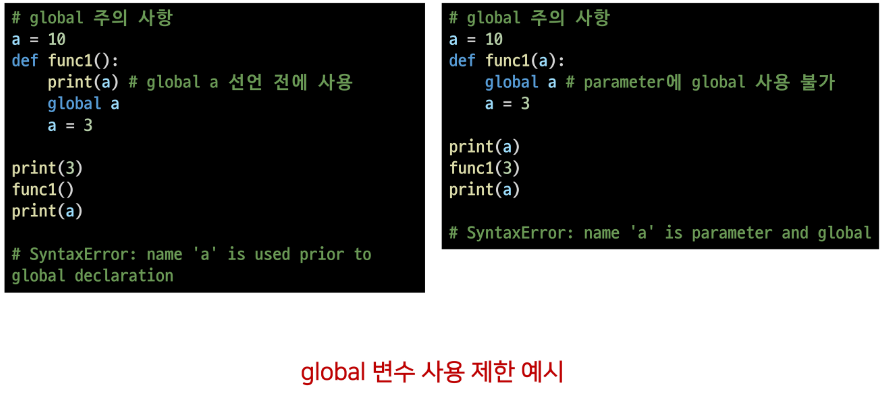 # global 주의 사항
a = 10
def func1():
    print(a) # global a 선언 전에 사용
    global a
    a = 3

print(3)
func1()
print(a)

# SyntaxError: name 'a' is used prior to
global declaration
# global 주의 사항
a = 10
def func1(a):
    global a # parameter에 global 사용 불가
    a = 3

print(a)
func1(3)
print(a)

# SyntaxError: name 'a' is parameter and global
global 변수 사용 제한 예시